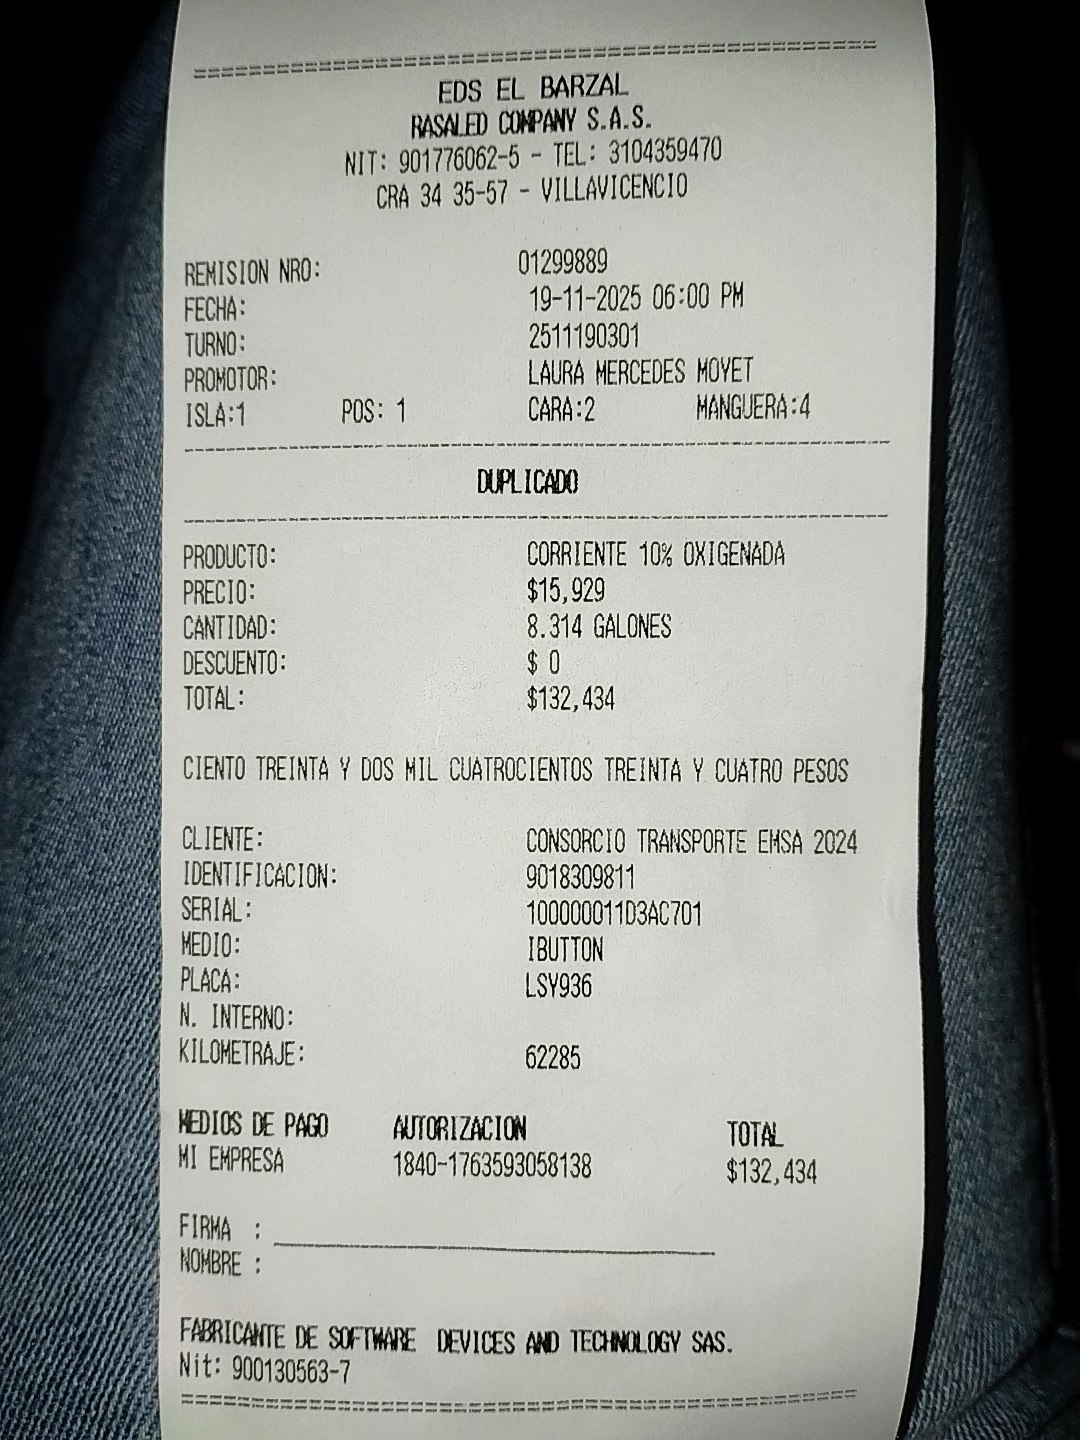 ================================================
EDS EL BARZAL
RASALED COMPANY S.A.S.
NIT: 901776062-5 - TEL: 3104359470
CRA 34 35-57 - VILLAVICENCIO
REMISION NRO: 01299889
FECHA: 19-11-2025 06:00 PM
TURNO: 2511190301
PROMOTOR: LAURA MERCEDES MOYET
ISLA:1 POS: 1 CARA:2 MANGUERA:4
DUPLICADO
PRODUCTO: CORRIENTE 10% OXIGENADA
PRECIO: $15,929
CANTIDAD: 8.314 GALONES
DESCUENTO: $ 0
TOTAL: $132,434
CIENTO TREINTA Y DOS MIL CUATROCIENTOS TREINTA Y CUATRO PESOS
CLIENTE: CONSORCIO TRANSPORTE EMSA 2024
IDENTIFICACION: 9018309811
SERIAL: 100000011D3AC701
MEDIO: IBUTTON
PLACA: LSY936
N. INTERNO:
KILOMETRAJE: 62285
MEDIOS DE PAGO AUTORIZACION TOTAL
MI EMPRESA 1840-1763593058138 $132,434
FIRMA :
NOMBRE :
FABRICANTE DE SOFTWARE DEVICES AND TECHNOLOGY SAS.
Nit: 900130563-7
================================================